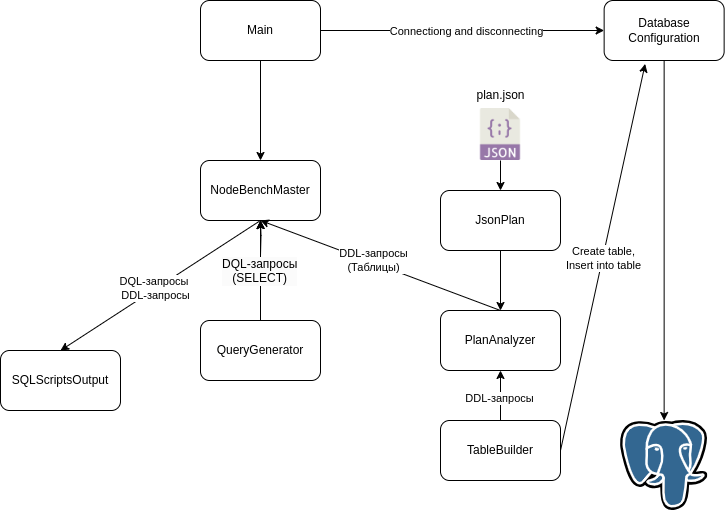 Main
Connectiong and disconnecting
Database
Configuration
plan.json
{;}
JSON
NodeBenchMaster
JsonPlan
DDL-запросы
(Таблицы)
Create table,
Insert into table
DQL-запросы
(SELECT)
DQL-запросы
DDL-запросы
QueryGenerator
PlanAnalyzer
SQLScriptsOutput
DDL-запросы
TableBuilder